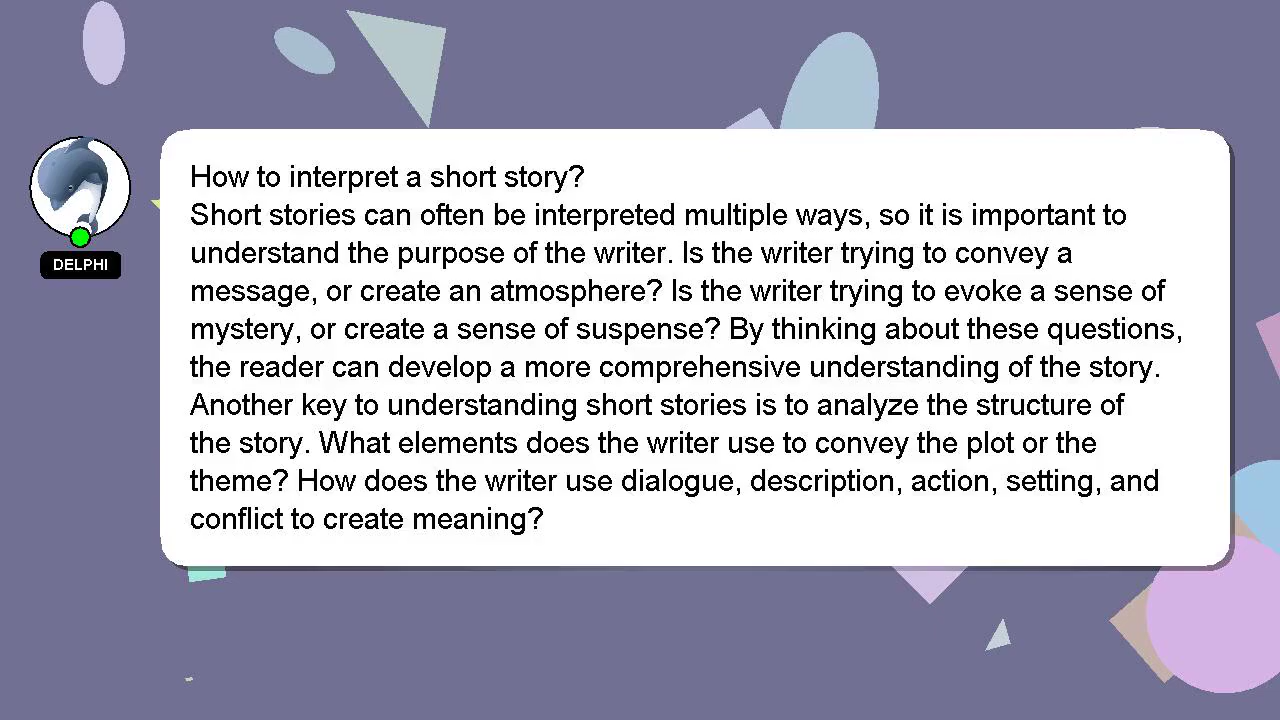 How to interpret a short story?
Short stories can often be interpreted multiple ways, so it is important to
understand the purpose of the writer. Is the writer trying to convey a
message, or create an atmosphere? Is the writer trying to evoke a sense of
mystery, or create a sense of suspense? By thinking about these questions,
the reader can develop a more comprehensive understanding of the story.
Another key to understanding short stories is to analyze the structure of
the story. What elements does the writer use to convey the plot or the
theme? How does the writer use dialogue, description, action, setting, and
conflict to create meaning?
DELPHI